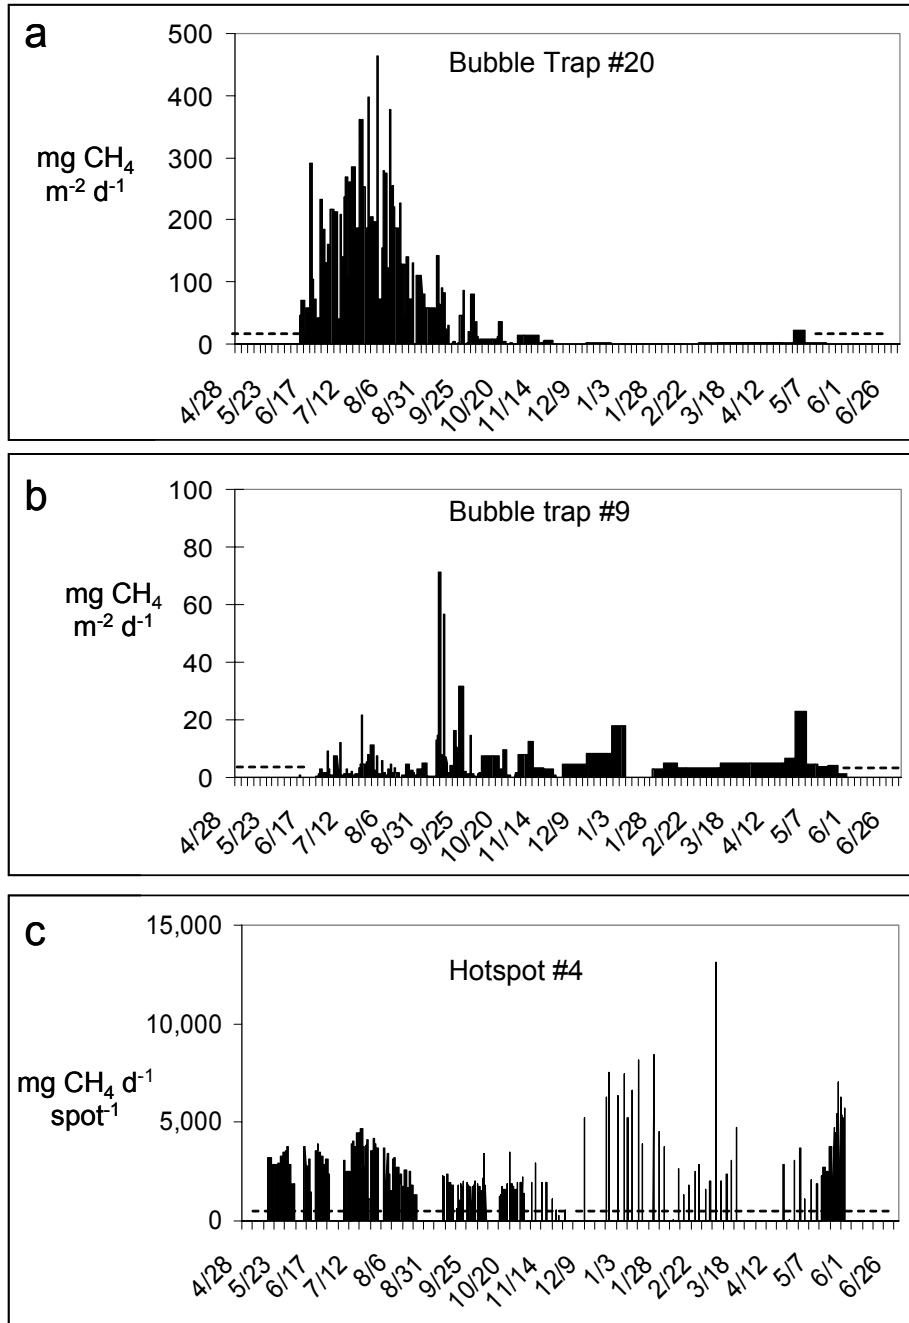 a
Bubble Trap #20
mg CH4
m-2 d-1
500
400
300
200
100
0
4/28 5/23 6/17 7/12 8/6 8/31 9/25 10/20 11/14 12/9 1/3 1/28 2/22 3/18 4/12 5/7 6/1 6/26
b
Bubble trap #9
mg CH4
m-2 d-1
100
80
60
40
20
0
4/28 5/23 6/17 7/12 8/6 8/31 9/25 10/20 11/14 12/9 1/3 1/28 2/22 3/18 4/12 5/7 6/1 6/26
c
Hotspot #4
mg CH4 d-1
spot-1
15,000
10,000
5,000
0
4/28 5/23 6/17 7/12 8/6 8/31 9/25 10/20 11/14 12/9 1/3 1/28 2/22 3/18 4/12 5/7 6/1 6/26